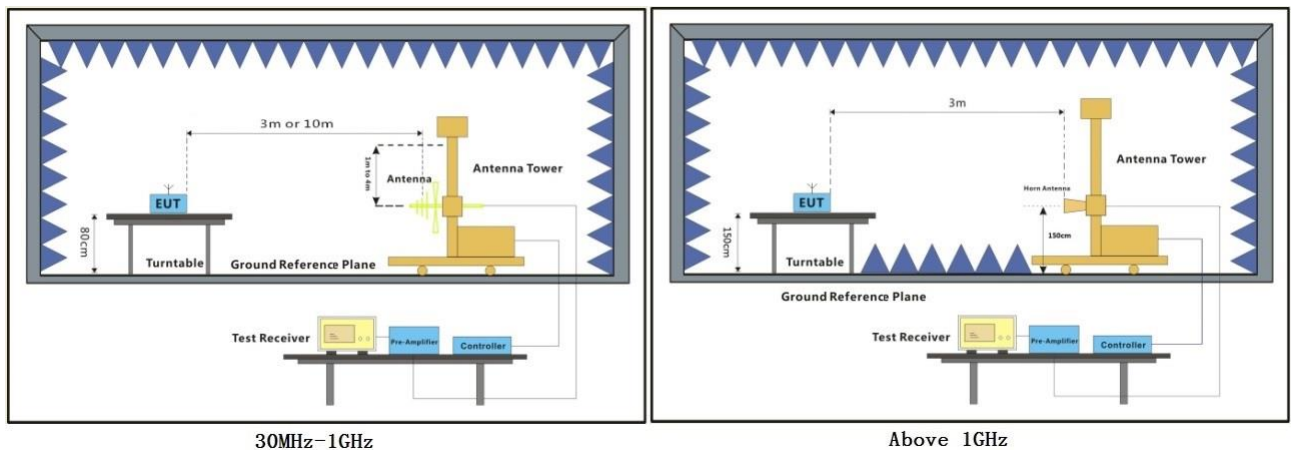 3m or 10m
1m to 4m
Antenna
Antenna Tower
EUT
80cm
Turntable
Ground Reference Plane
Test Receiver
Pre-Amplifier
Controller
30MHz-1GHz
3m
Antenna Tower
Horn Antenna
EUT
150cm
150cm
Turntable
Ground Reference Plane
Test Receiver
Pre-Amplifier
Controller
Above 1GHz